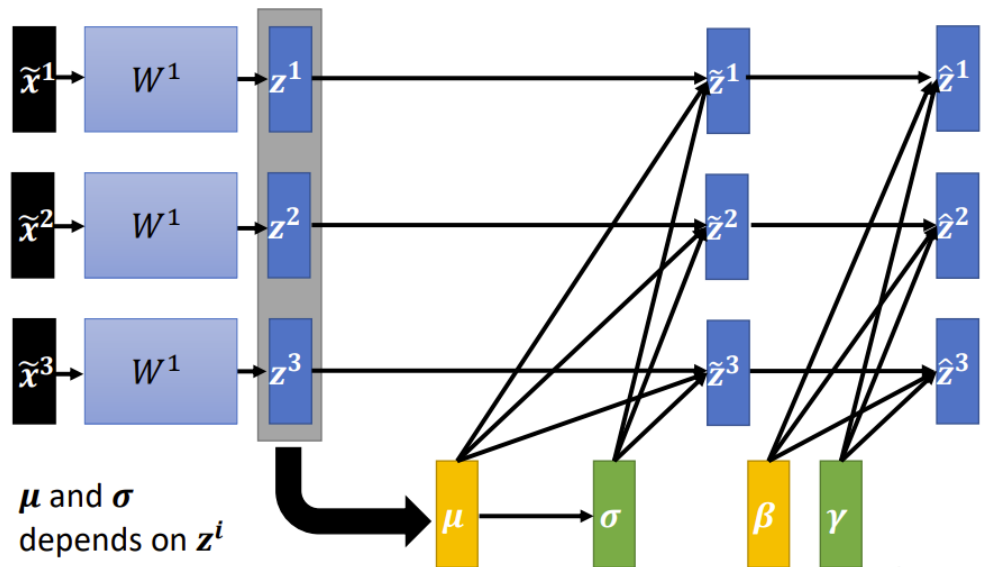 x̃¹ W¹ z¹ z̃¹ ẑ¹
x̃² W¹ z² z̃² ẑ²
x̃³ W¹ z³ z̃³ ẑ³
μ σ β γ
μ and σ
depends on zⁱ